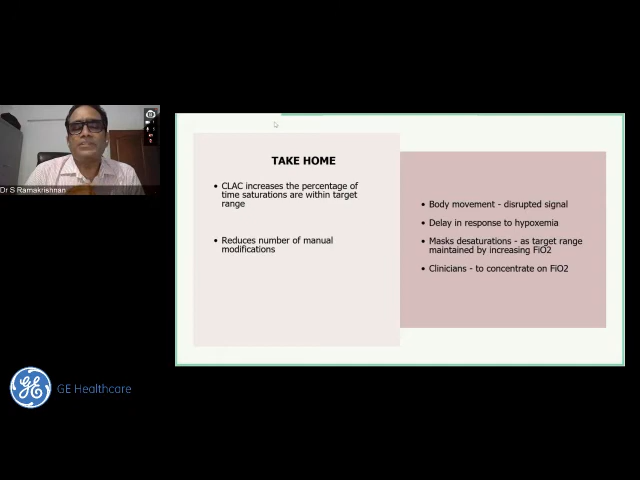 Dr S Ramakrishnan
TAKE HOME
• CLAC increases the percentage of
time saturations are within target
range
• Reduces number of manual
modifications
• Body movement - disrupted signal
• Delay in response to hypoxemia
• Masks desaturations - as target range
maintained by increasing FiO2
• Clinicians - to concentrate on FiO2
GE Healthcare